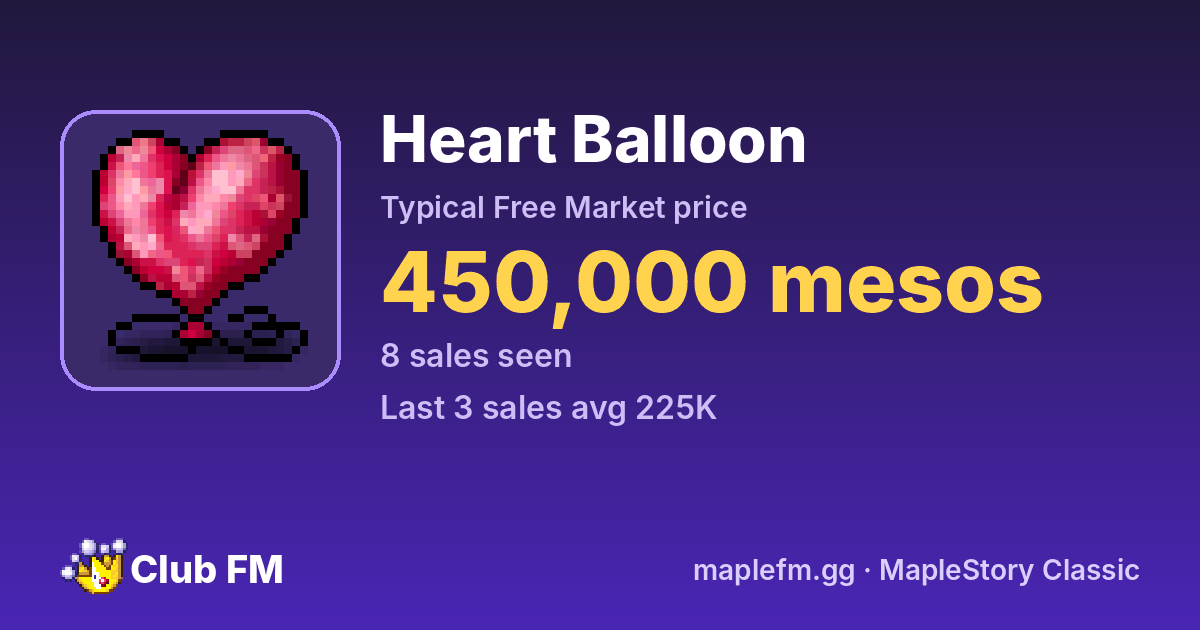 Heart Balloon
Typical Free Market price
450,000 mesos
8 sales seen
Last 3 sales avg 225K
Club FM
maplefm.gg · MapleStory Classic